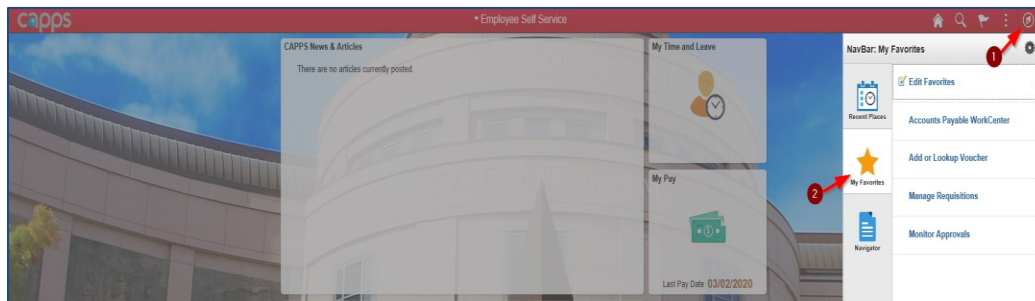 capps
Employee Self Service
CAPPS News & Articles
There are no articles currently posted.
My Time and Leave
My Pay
Last Pay Date 03/02/2020
NavBar: My Favorites
1
Recent Places
2
My Favorites
Navigator
Edit Favorites
Accounts Payable WorkCenter
Add or Lookup Voucher
Manage Requisitions
Monitor Approvals